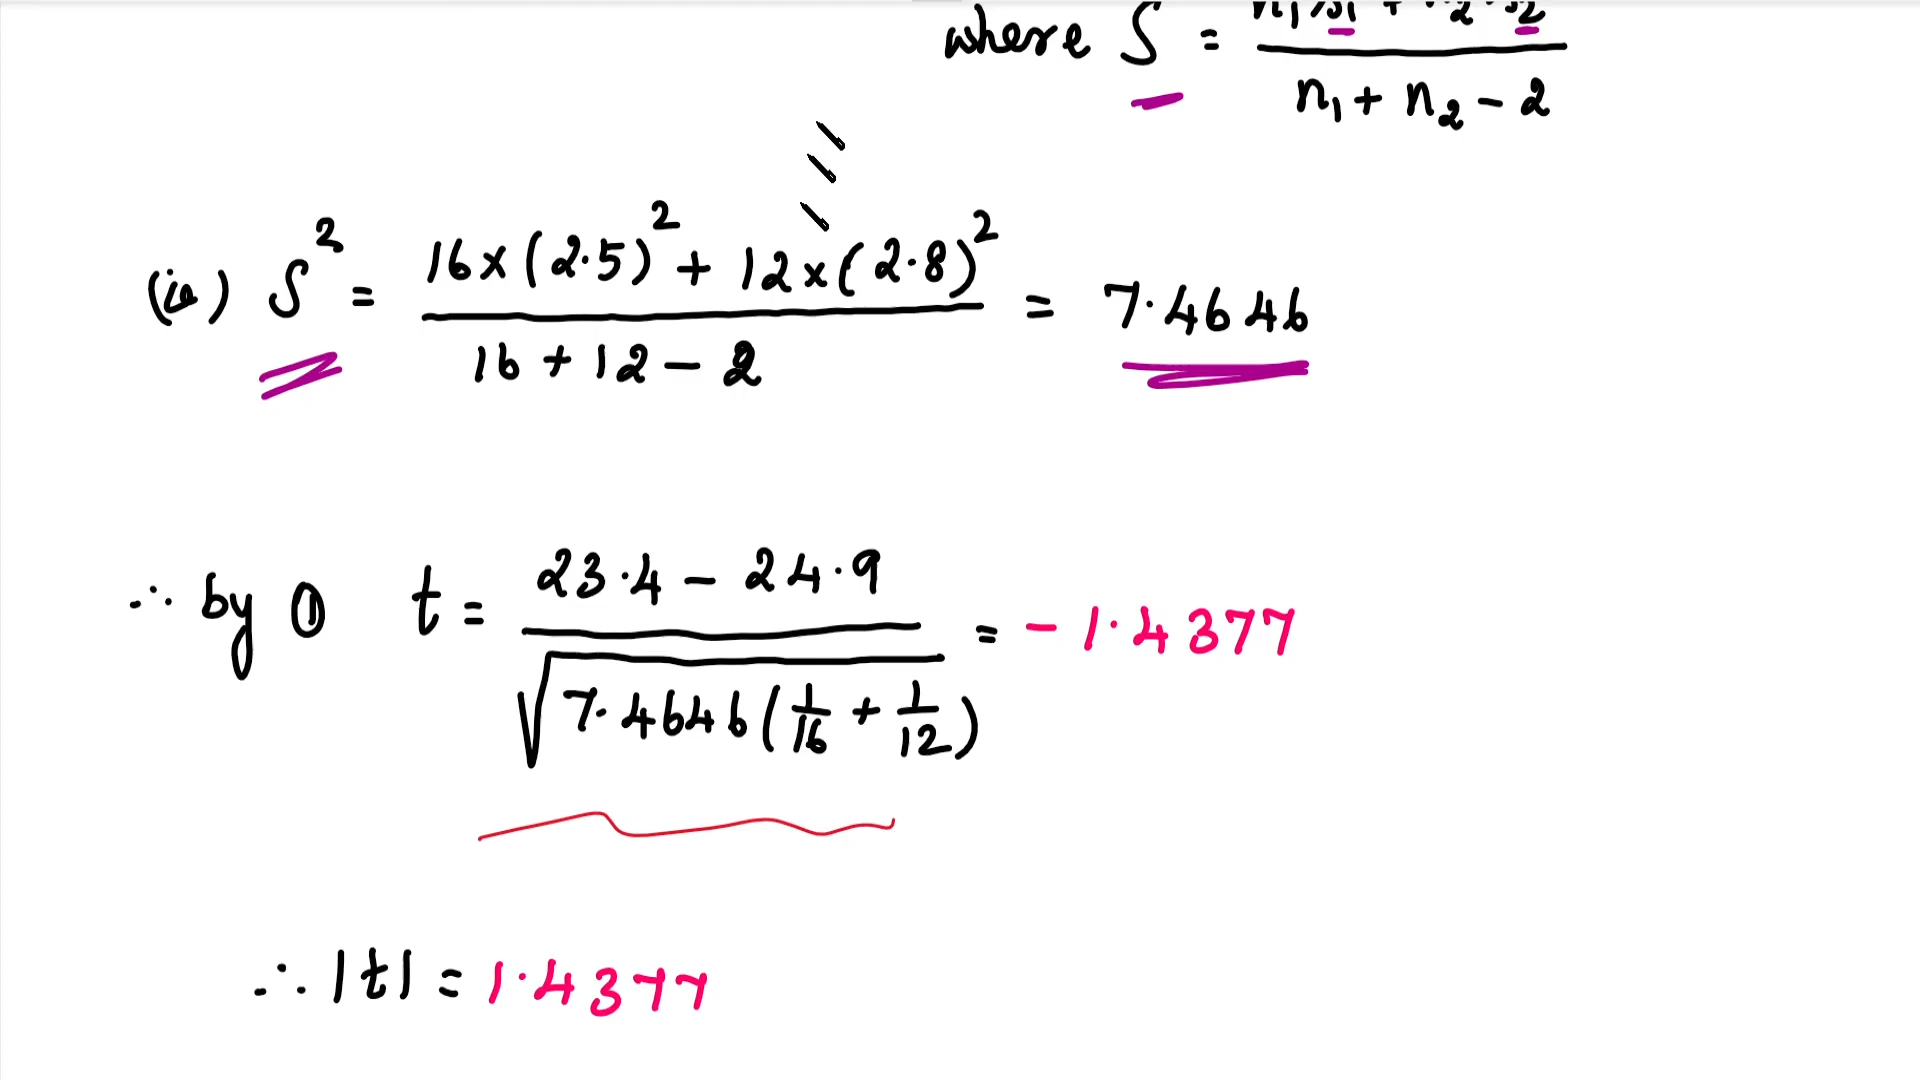 where S =
n₁ + n₂ - 2
(ie) S² = 16 × (2.5)² + 12 × (2.8)² / 16 + 12 - 2 = 7.4646
∴ by ① t = 23.4 - 24.9 / √7.4646 (1/16 + 1/12) = - 1.4377
∴ |t| = 1.4377